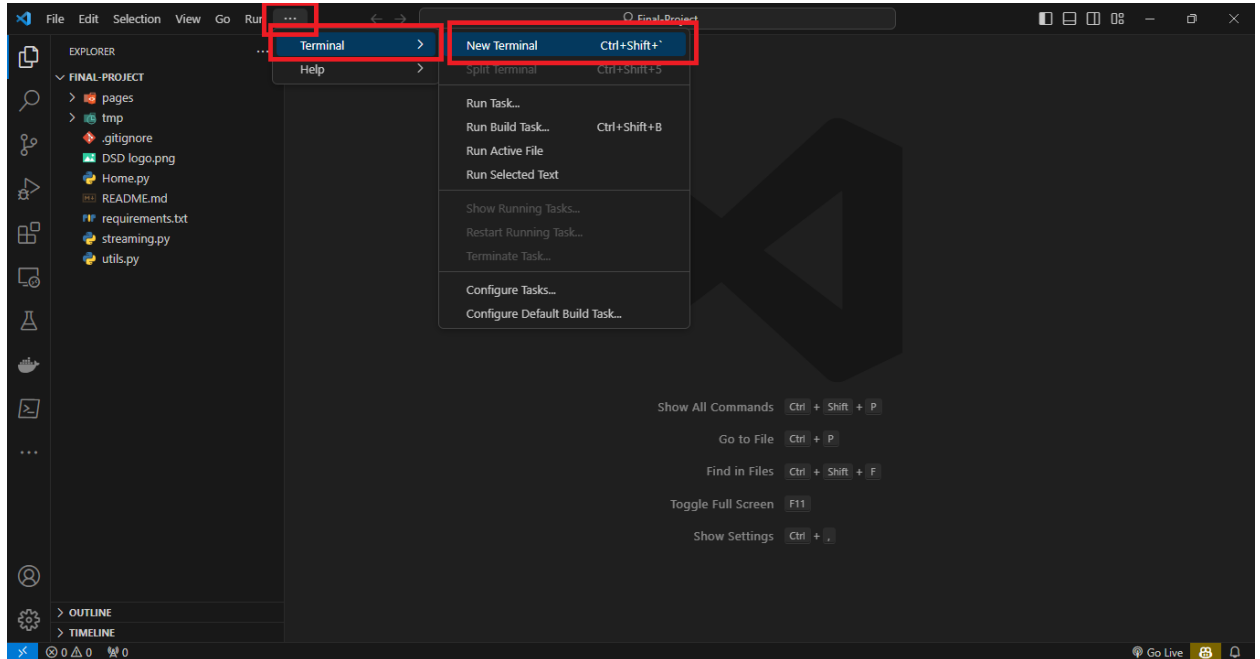 File Edit Selection View Go Run ... Final-Project
EXPLORER ...
FINAL-PROJECT
pages
tmp
.gitignore
DSD logo.png
Home.py
README.md
requirements.txt
streaming.py
utils.py
OUTLINE
TIMELINE
Terminal
Help
New Terminal Ctrl+Shift+`
Split Terminal Ctrl+Shift+5
Run Task...
Run Build Task... Ctrl+Shift+B
Run Active File
Run Selected Text
Show Running Tasks...
Restart Running Task...
Terminate Task...
Configure Tasks...
Configure Default Build Task...
Show All Commands Ctrl + Shift + P
Go to File Ctrl + P
Find in Files Ctrl + Shift + F
Toggle Full Screen F11
Show Settings Ctrl + ,
0 0 0 Go Live